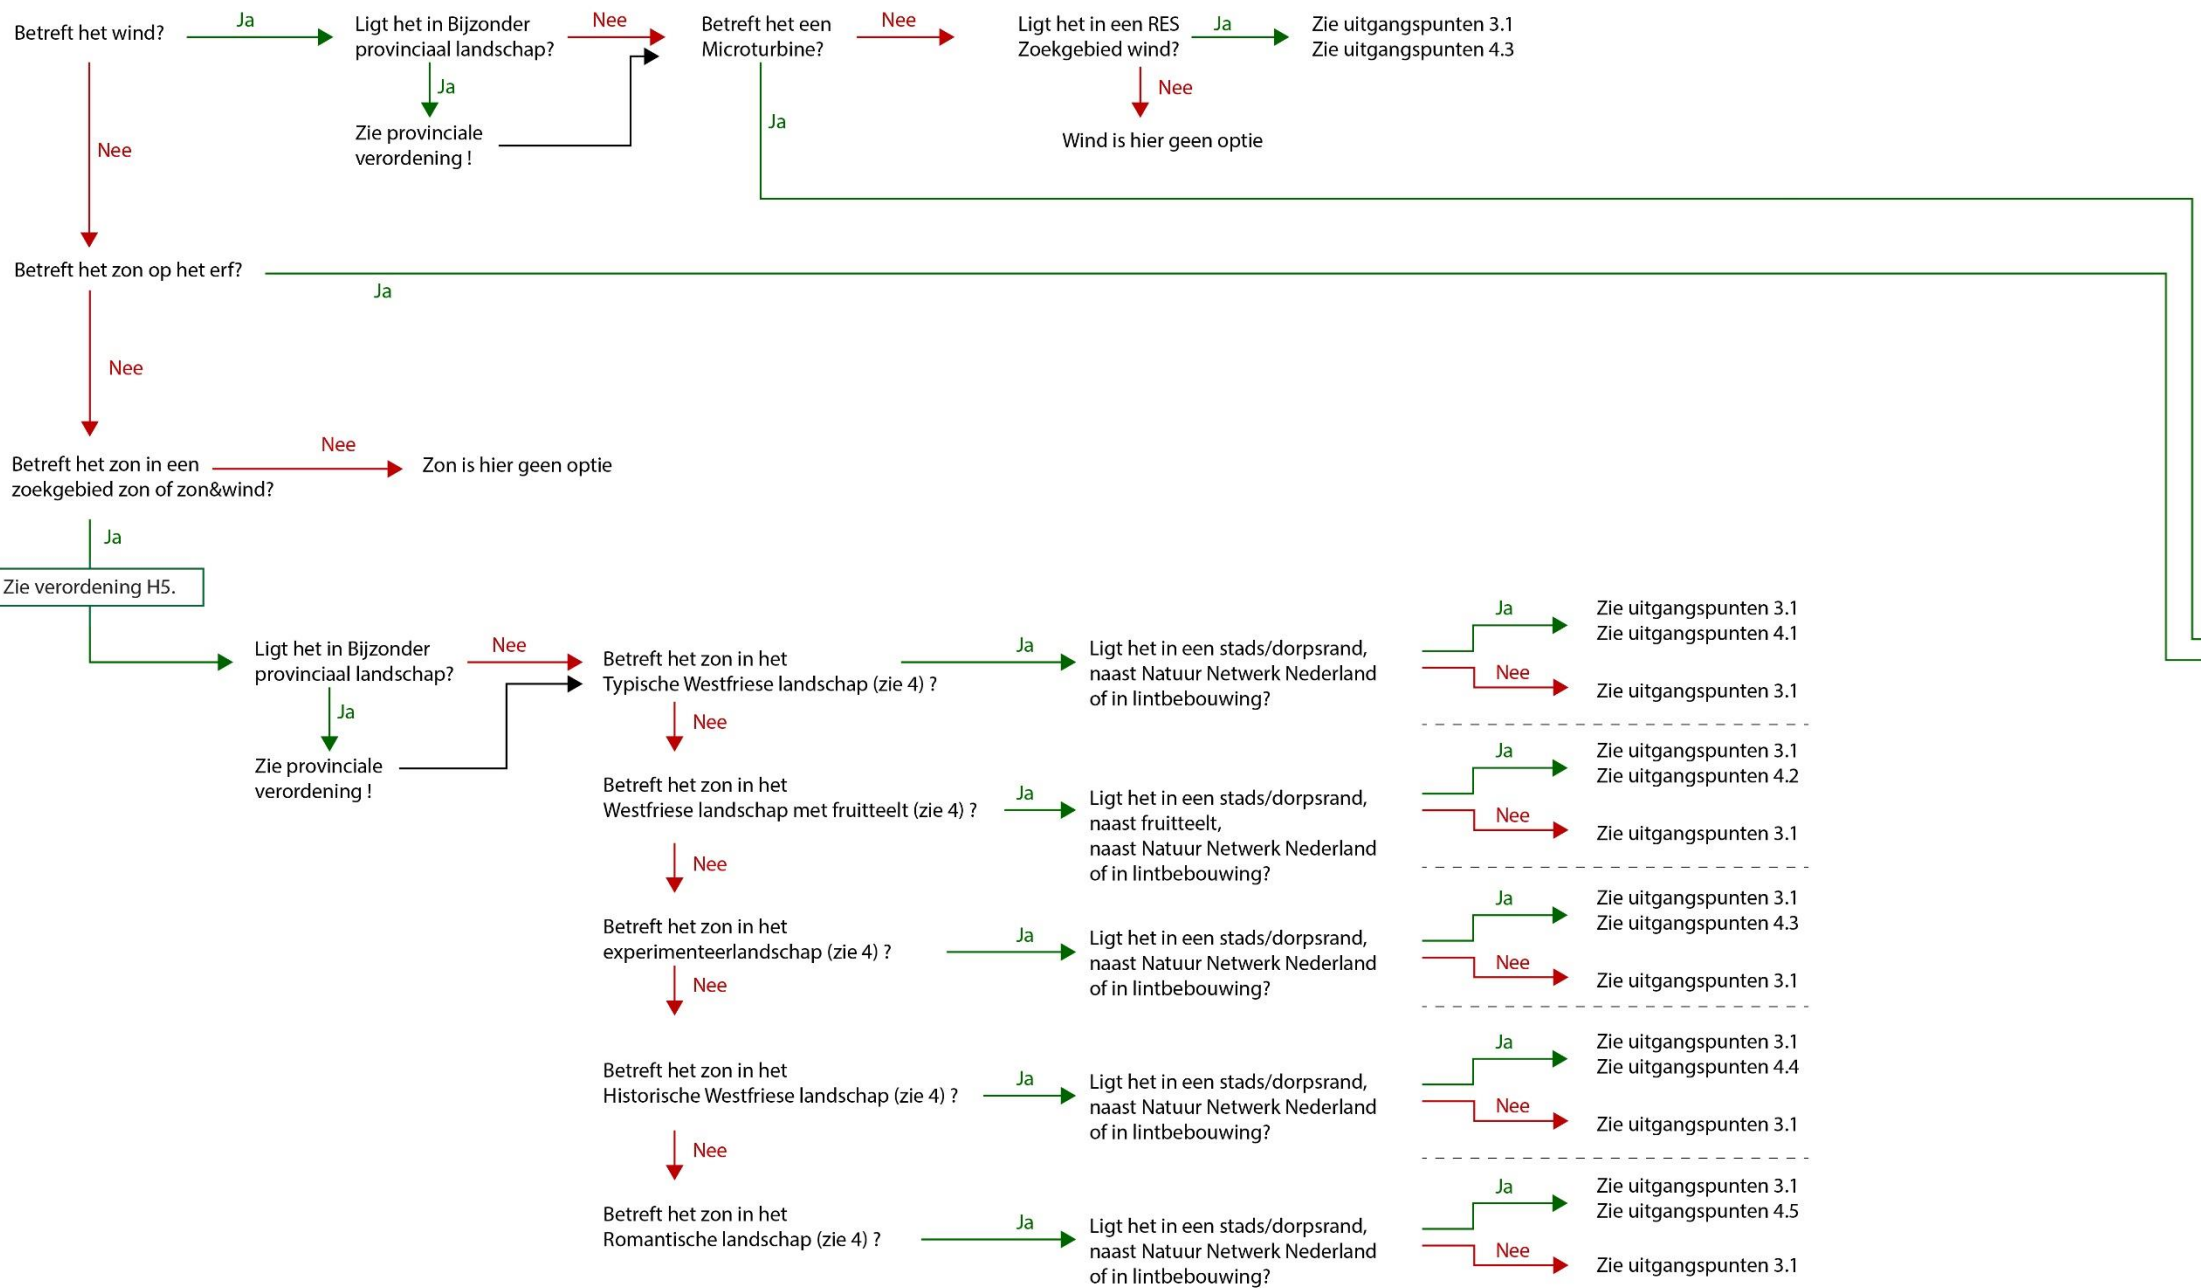 Betreft het wind?
Ja
Ligt het in Bijzonder
provinciaal landschap?
Nee
Betreft het een
Microturbine?
Nee
Ligt het in een RES
Zoekgebied wind?
Ja
Zie uitgangspunten 3.1
Zie uitgangspunten 4.3
Ja
Nee
Zie provinciale
verordening !
Ja
Wind is hier geen optie
Nee
Betreft het zon op het erf?
Ja
Nee
Betreft het zon in een
zoekgebied zon of zon&wind?
Nee
Zon is hier geen optie
Ja
Zie verordening H5.
Ligt het in Bijzonder
provinciaal landschap?
Nee
Ja
Zie provinciale
verordening !
Betreft het zon in het
Typische Westfriese landschap (zie 4) ?
Ja
Ligt het in een stads/dorpsrand,
naast Natuur Netwerk Nederland
of in lintbebouwing?
Ja
Zie uitgangspunten 3.1
Zie uitgangspunten 4.1
Nee
Zie uitgangspunten 3.1
Nee
Betreft het zon in het
Westfriese landschap met fruitteelt (zie 4) ?
Ja
Ligt het in een stads/dorpsrand,
naast fruitteelt,
naast Natuur Netwerk Nederland
of in lintbebouwing?
Ja
Zie uitgangspunten 3.1
Zie uitgangspunten 4.2
Nee
Zie uitgangspunten 3.1
Nee
Betreft het zon in het
experimenteerlandschap (zie 4) ?
Ja
Ligt het in een stads/dorpsrand,
naast Natuur Netwerk Nederland
of in lintbebouwing?
Ja
Zie uitgangspunten 3.1
Zie uitgangspunten 4.3
Nee
Zie uitgangspunten 3.1
Nee
Betreft het zon in het
Historische Westfriese landschap (zie 4) ?
Ja
Ligt het in een stads/dorpsrand,
naast Natuur Netwerk Nederland
of in lintbebouwing?
Ja
Zie uitgangspunten 3.1
Zie uitgangspunten 4.4
Nee
Zie uitgangspunten 3.1
Nee
Betreft het zon in het
Romantische landschap (zie 4) ?
Ja
Ligt het in een stads/dorpsrand,
naast Natuur Netwerk Nederland
of in lintbebouwing?
Ja
Zie uitgangspunten 3.1
Zie uitgangspunten 4.5
Nee
Zie uitgangspunten 3.1